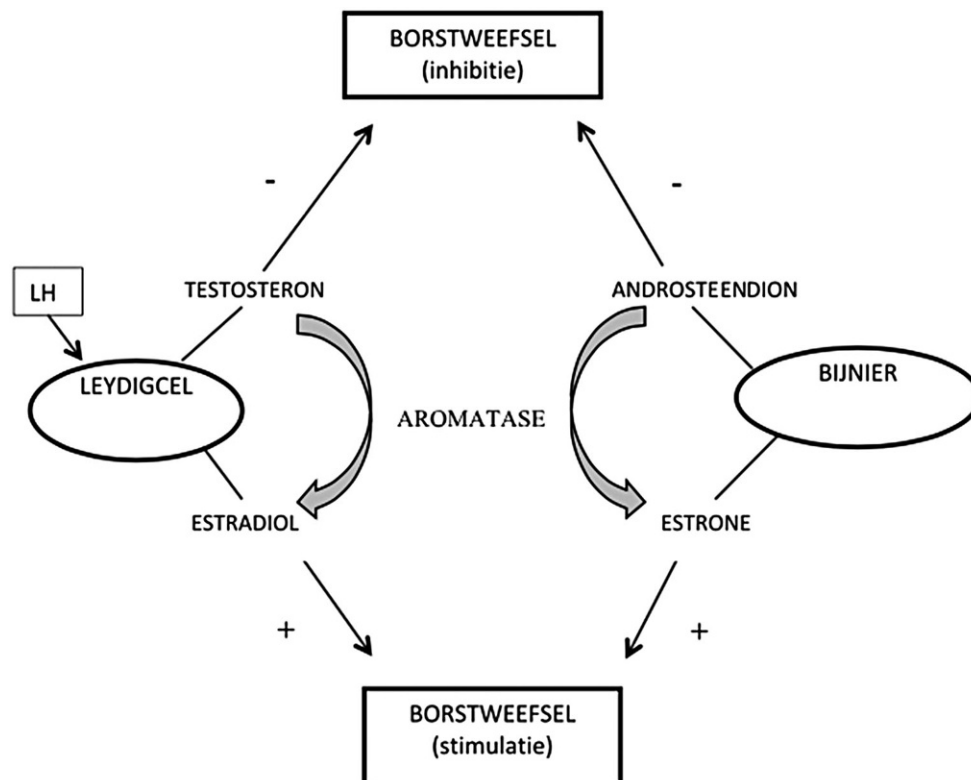 BORSTWEEFSEL
(inhibitie)
-
-
LH
TESTOSTERON
ANDROSTEENDION
LEYDIGCEL
AROMATASE
BIJNIER
ESTRADIOL
ESTRONE
+
+
BORSTWEEFSEL
(stimulatie)